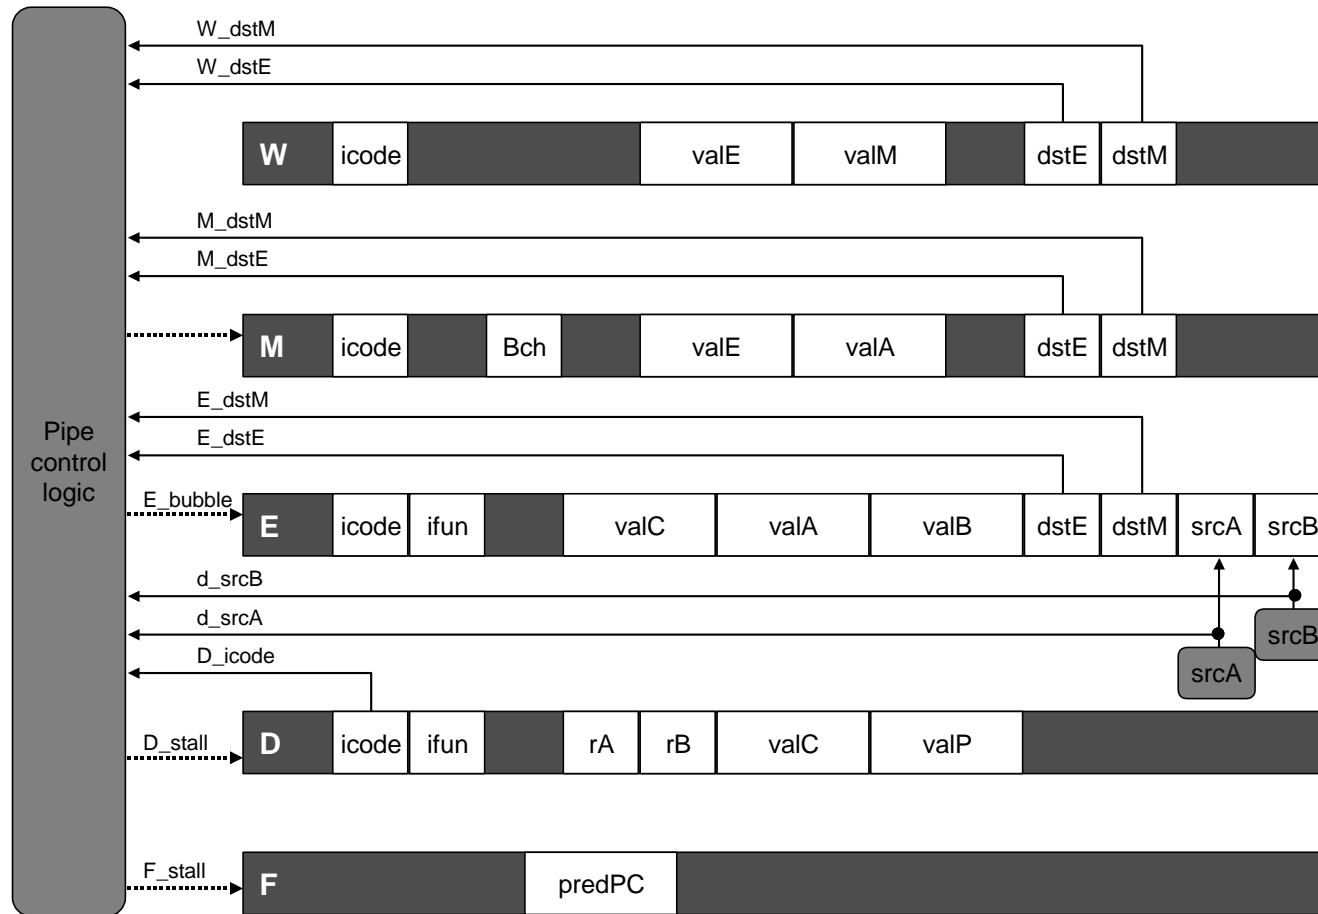 W_dstM
W_dstE
W icode valE valM dstE dstM
M_dstM
M_dstE
M icode Bch valE valA dstE dstM
E_dstM
E_dstE
Pipe
control
logic
E_bubble
E icode ifun valC valA valB dstE dstM srcA srcB
d_srcB
d_srcA
srcB
D_icode
srcA
D_stall
D icode ifun rA rB valC valP
F_stall
F predPC